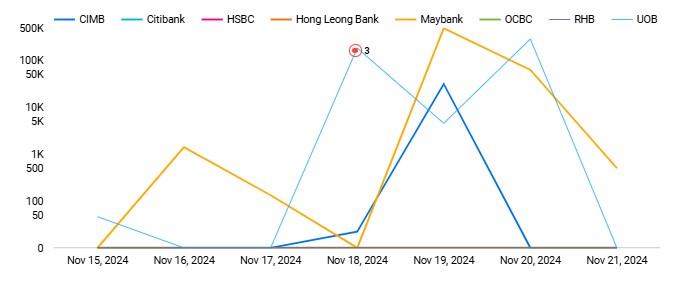 CIMB Citibank HSBC Hong Leong Bank Maybank OCBC RHB UOB
500K
3
100K
50K
10K
5K
1K
500
100
50
0
Nov 15, 2024 Nov 16, 2024 Nov 17, 2024 Nov 18, 2024 Nov 19, 2024 Nov 20, 2024 Nov 21, 2024